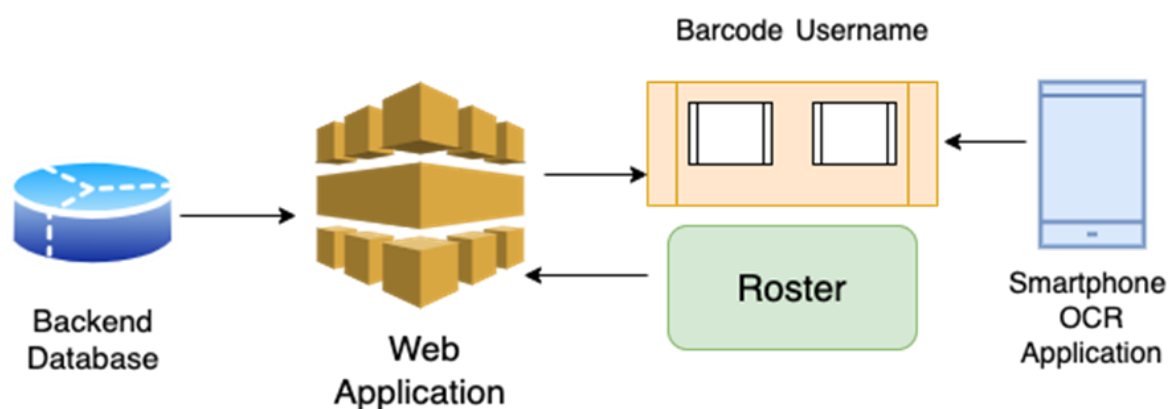 Barcode Username
Roster
Backend
Database
Web
Application
Smartphone
OCR
Application